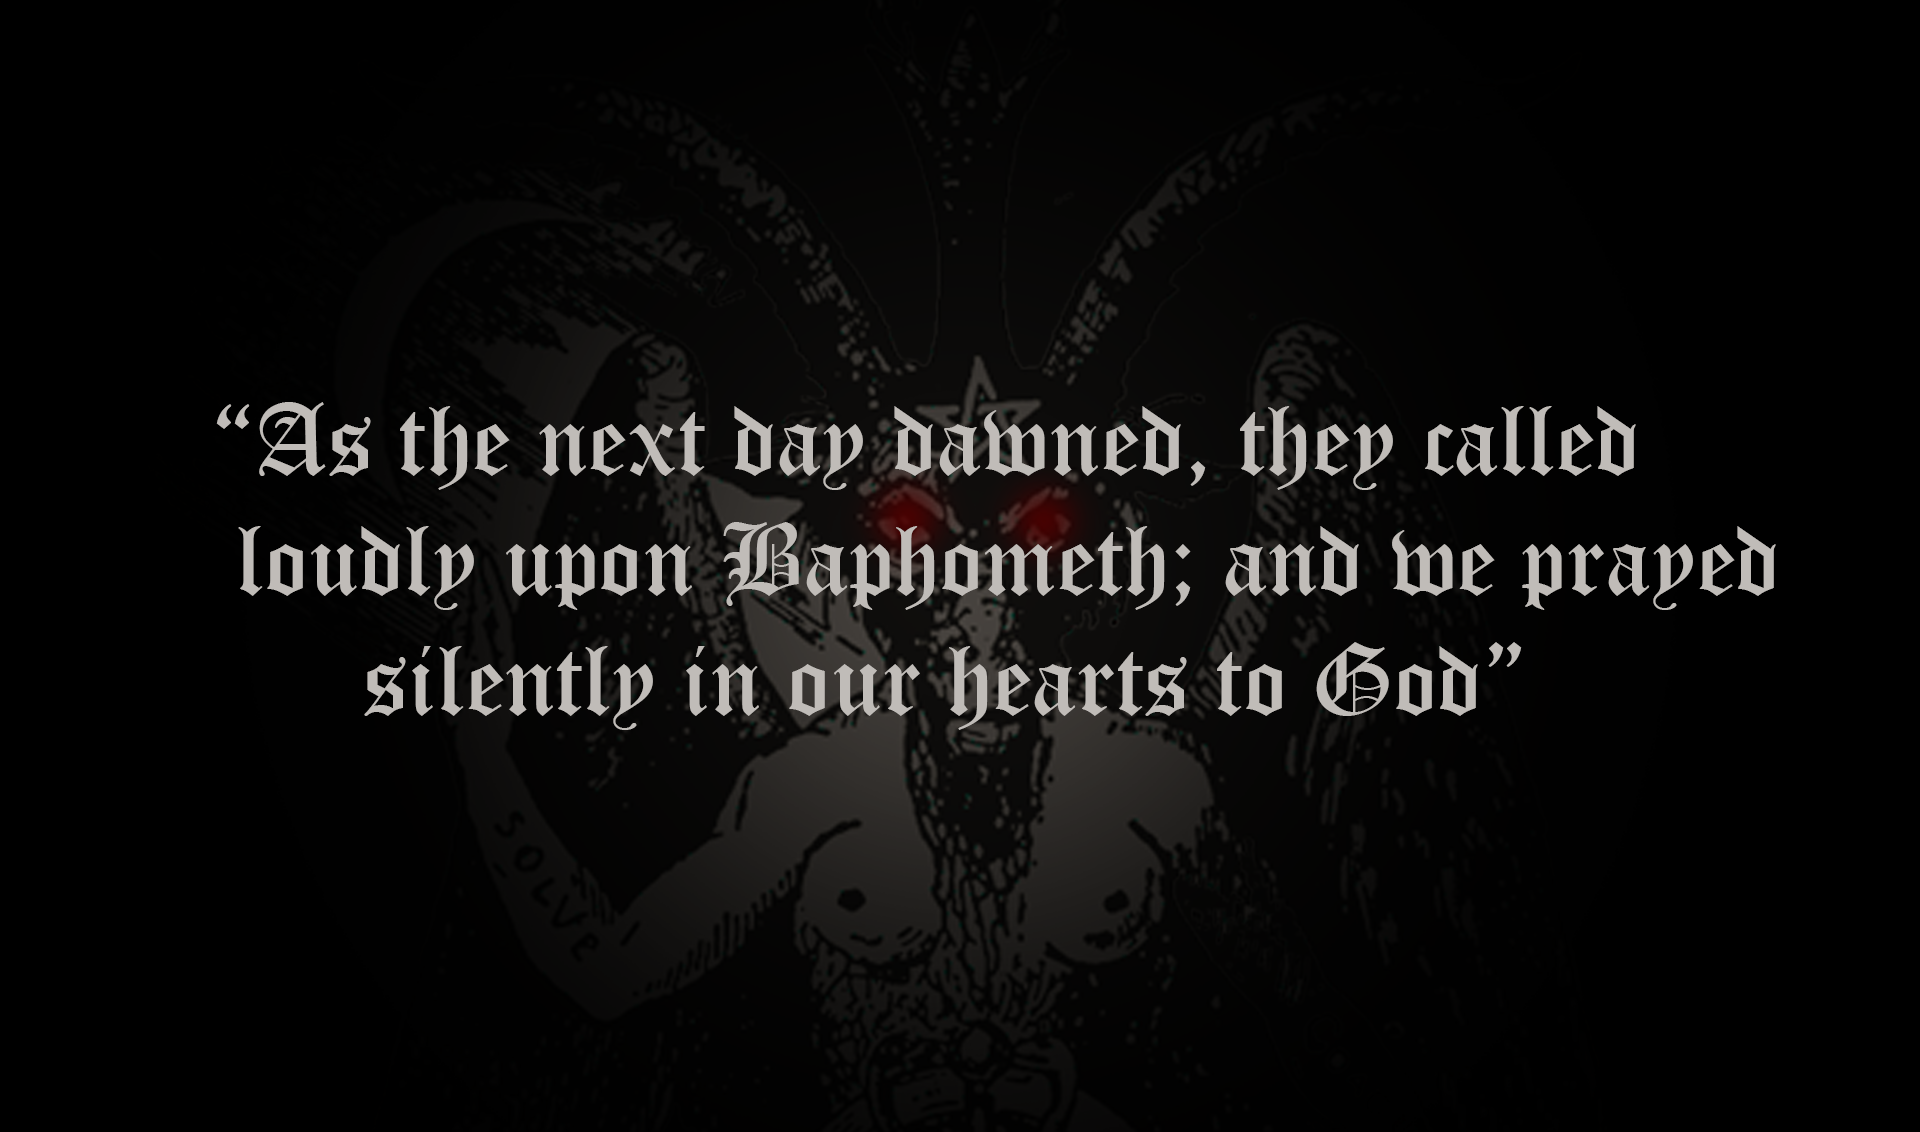 “As the next day dawned, they called
loudly upon Baphometh; and we prayed
silently in our hearts to God”
SOLVE